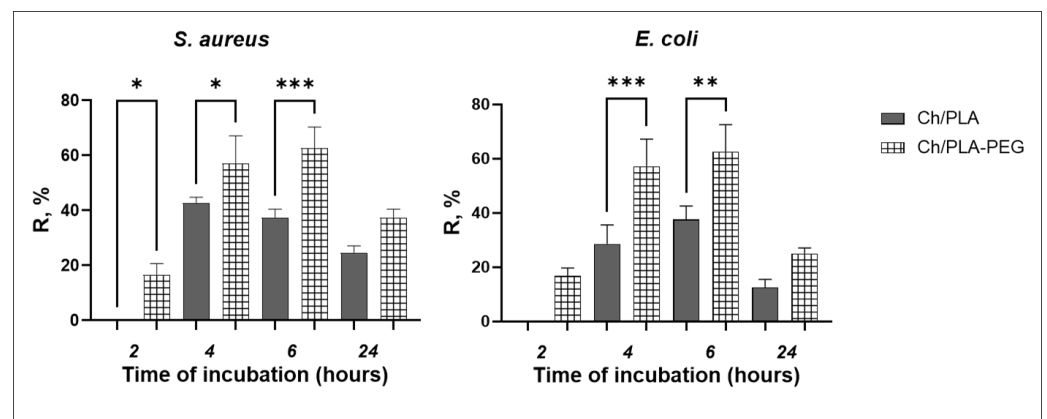 S. aureus
* * ***
80
60
40
20
0
R, %
2 4 6 24
Time of incubation (hours)
E. coli
*** **
80
60
40
20
0
R, %
2 4 6 24
Time of incubation (hours)
Ch/PLA
Ch/PLA-PEG